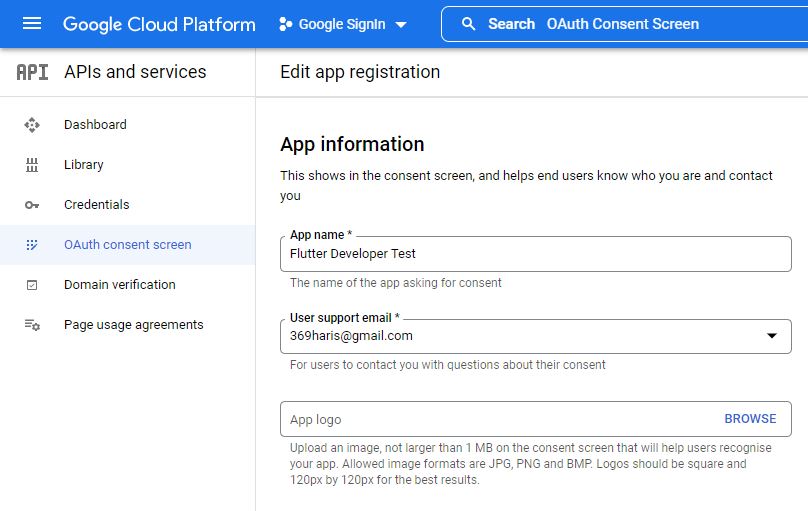 Google Cloud Platform
Google SignIn
Search OAuth Consent Screen
API APIs and services
Edit app registration
Dashboard
Library
Credentials
OAuth consent screen
Domain verification
Page usage agreements
App information
This shows in the consent screen, and helps end users know who you are and contact
you
App name *
Flutter Developer Test
The name of the app asking for consent
User support email *
369haris@gmail.com
For users to contact you with questions about their consent
App logo
BROWSE
Upload an image, not larger than 1 MB on the consent screen that will help users recognise
your app. Allowed image formats are JPG, PNG and BMP. Logos should be square and
120px by 120px for the best results.